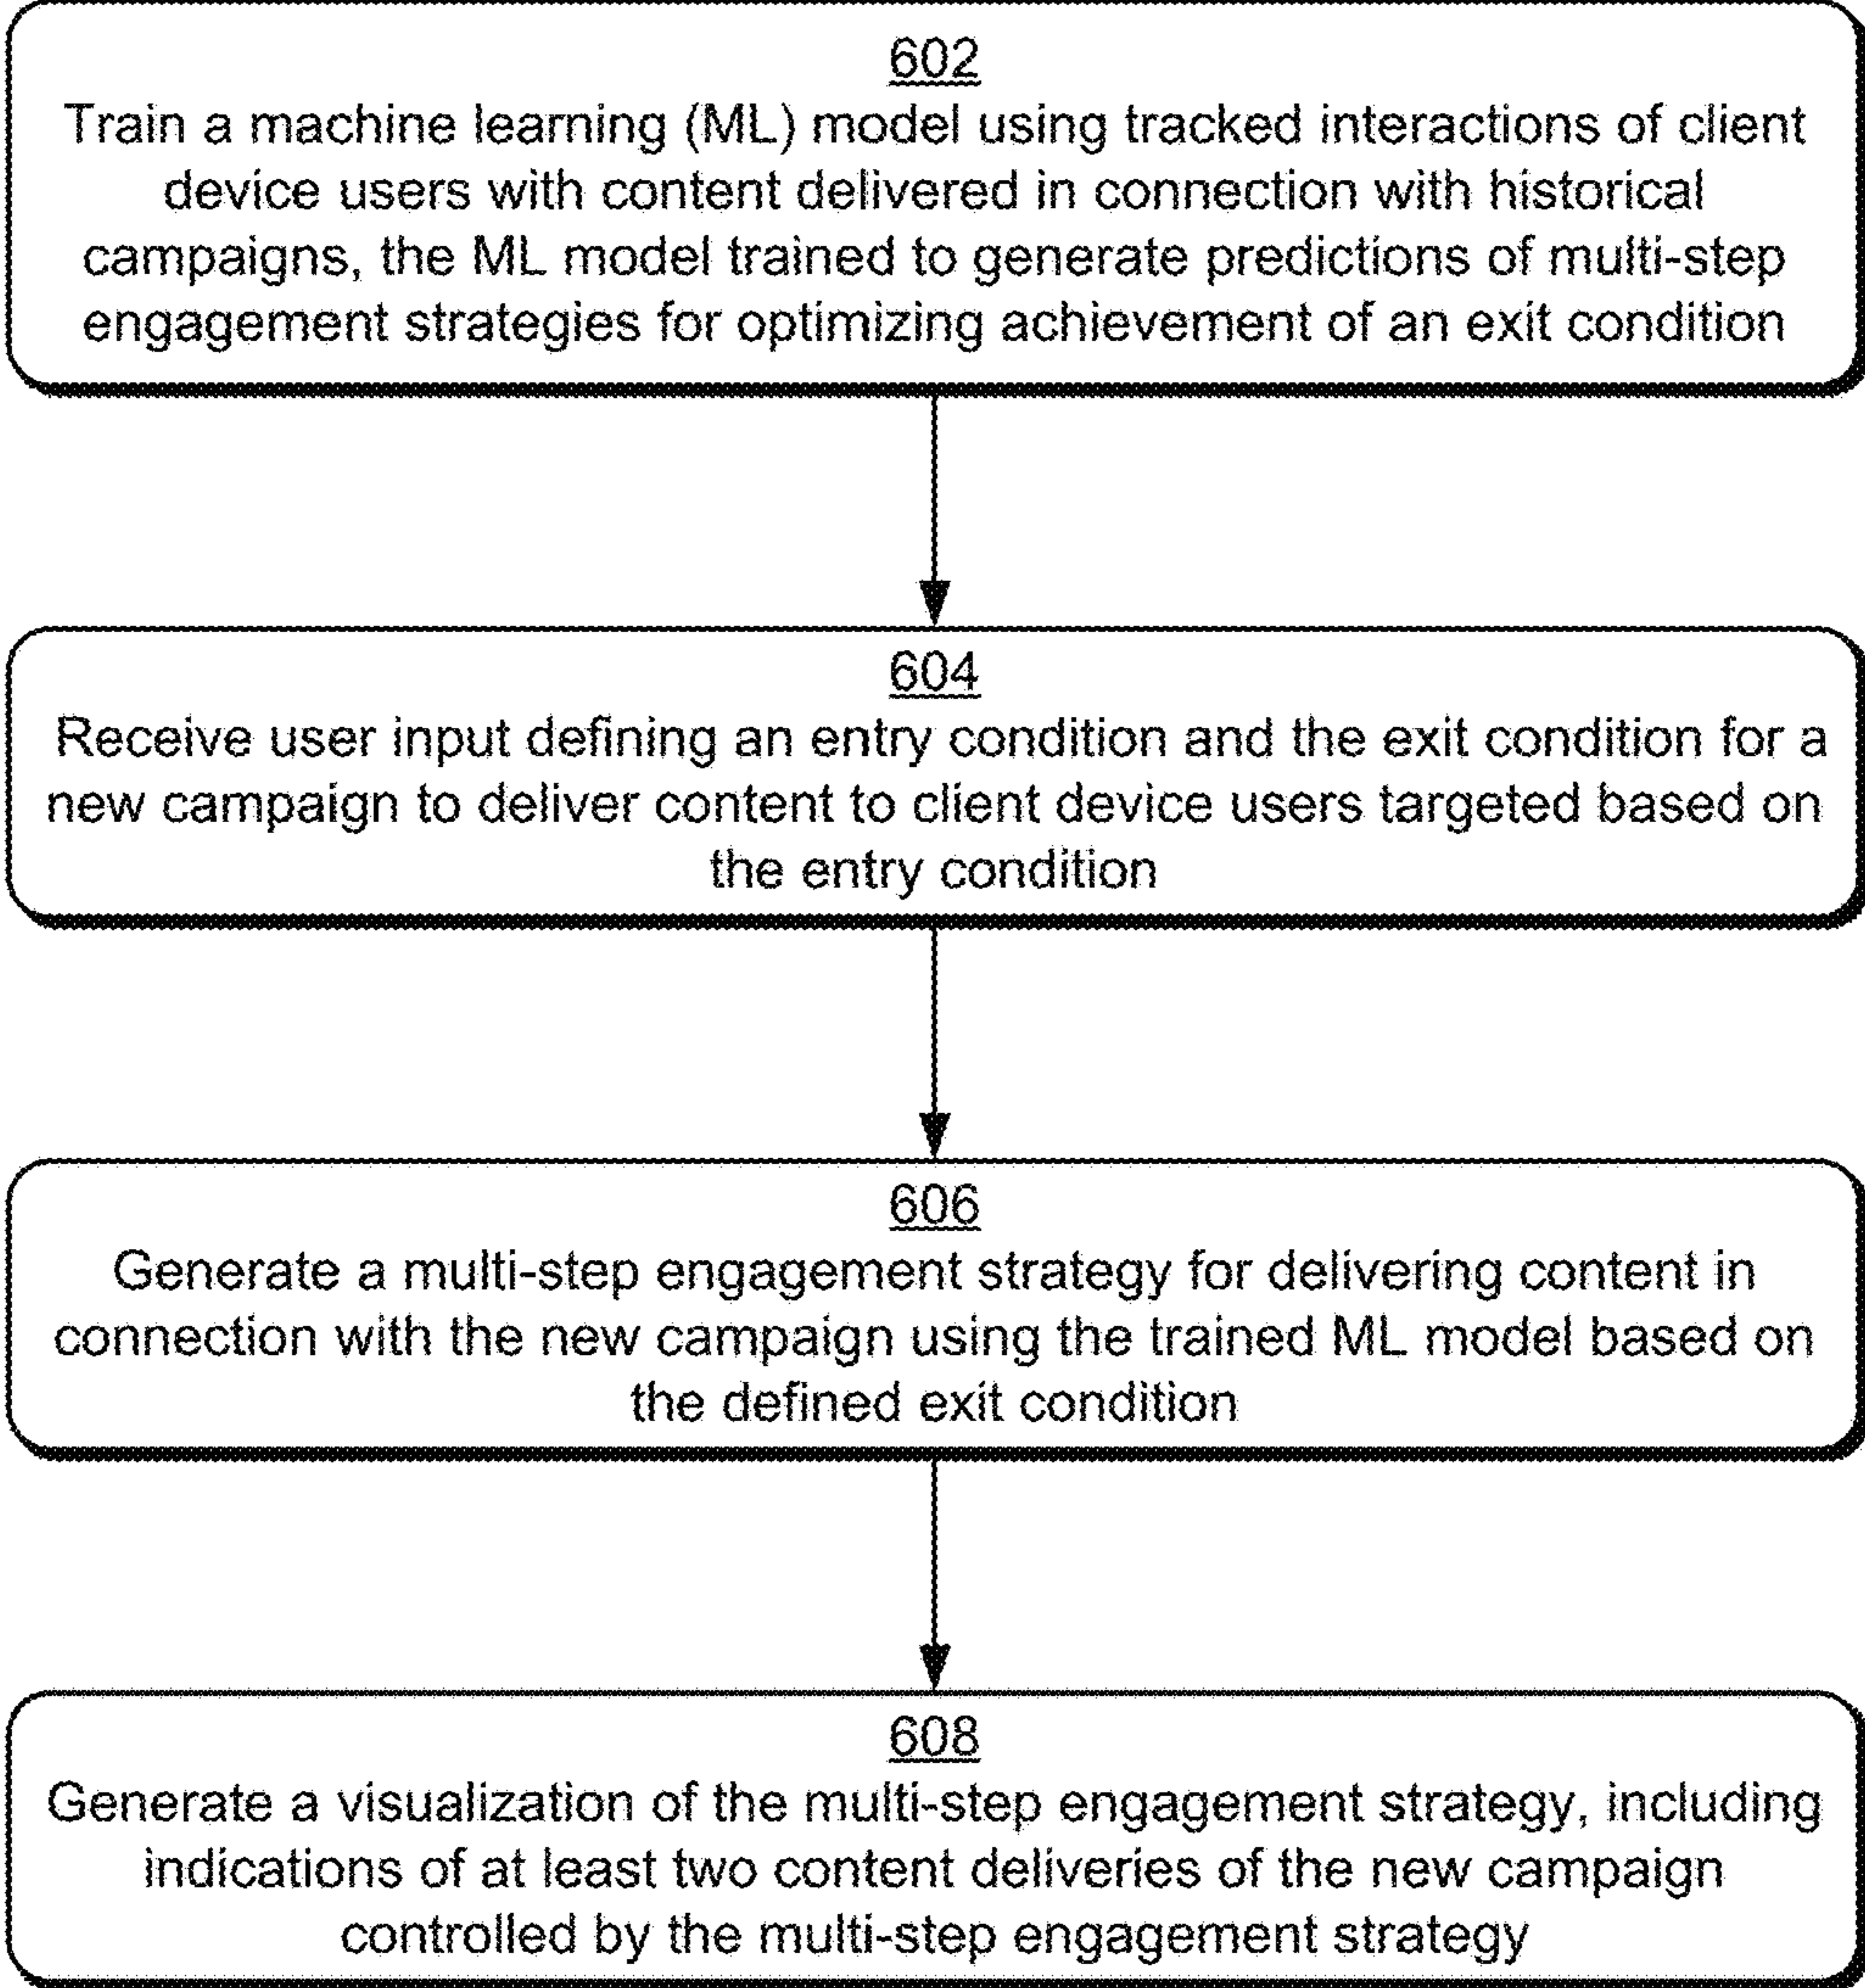 602
Train a machine learning (ML) model using tracked interactions of client
device users with content delivered in connection with historical
campaigns, the ML model trained to generate predictions of multi-step
engagement strategies for optimizing achievement of an exit condition
604
Receive user input defining an entry condition and the exit condition for a
new campaign to deliver content to client device users targeted based on
the entry condition
606
Generate a multi-step engagement strategy for delivering content in
connection with the new campaign using the trained ML model based on
the defined exit condition
608
Generate a visualization of the multi-step engagement strategy, including
indications of at least two content deliveries of the new campaign
controlled by the multi-step engagement strategy